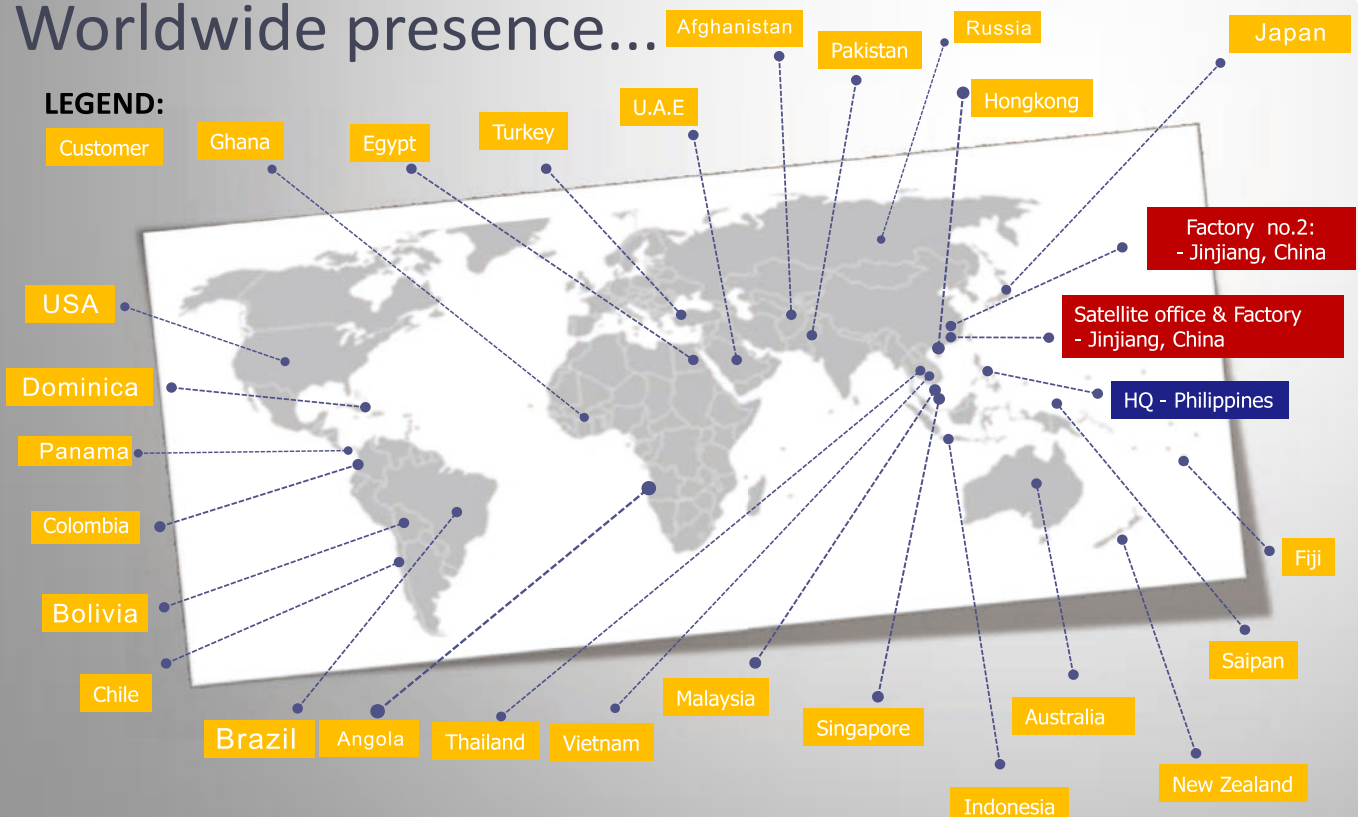 Worldwide presence...
LEGEND:
Customer
Ghana
Egypt
Turkey
U.A.E
Afghanistan
Pakistan
Russia
Hongkong
Japan
Factory no.2:
- Jinjiang, China
Satellite office & Factory
- Jinjiang, China
HQ - Philippines
USA
Dominica
Panama
Colombia
Bolivia
Chile
Brazil
Angola
Thailand
Vietnam
Malaysia
Singapore
Indonesia
Australia
New Zealand
Saipan
Fiji